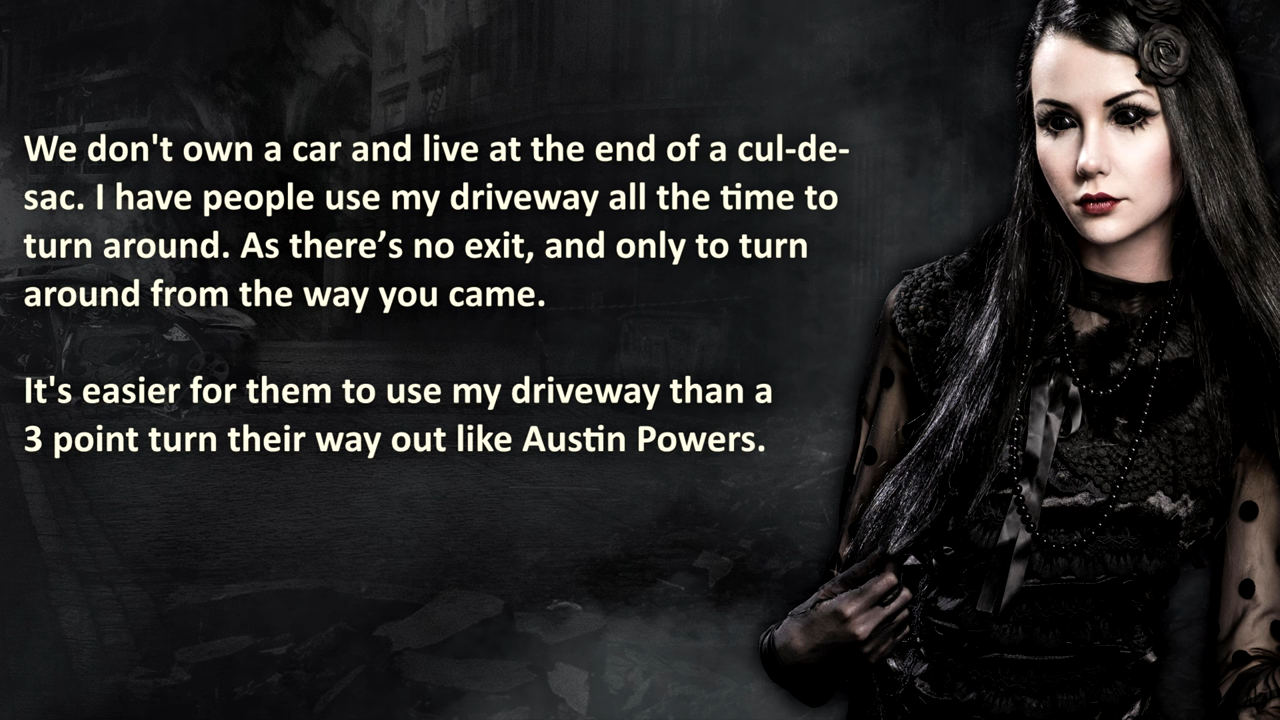 We don't own a car and live at the end of a cul-de-
sac. I have people use my driveway all the time to
turn around. As there’s no exit, and only to turn
around from the way you came.
It's easier for them to use my driveway than a
3 point turn their way out like Austin Powers.